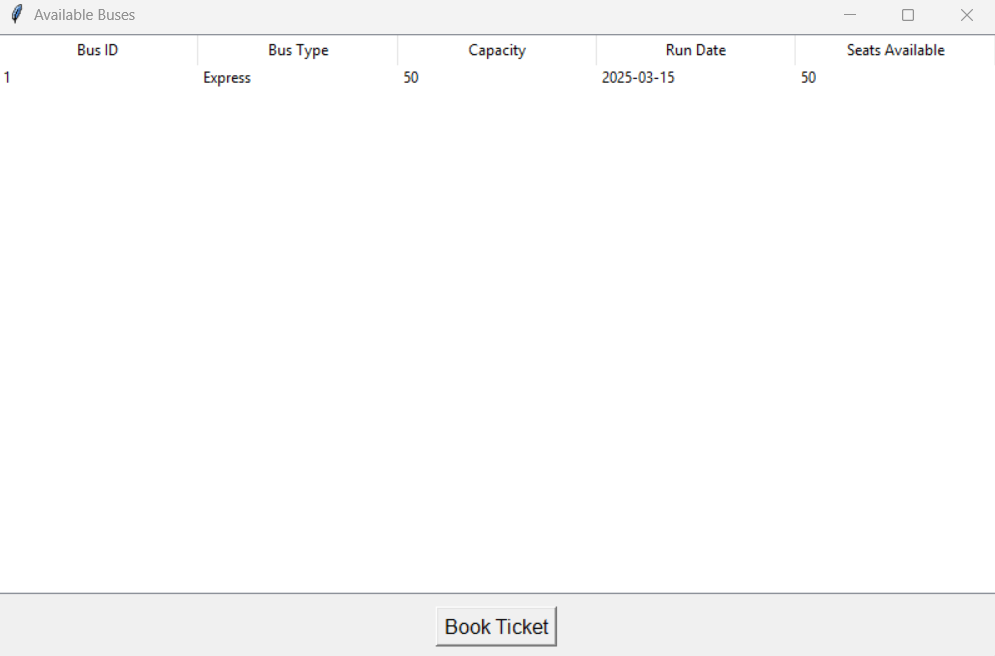 Available Buses
Bus ID Bus Type Capacity Run Date Seats Available
1 Express 50 2025-03-15 50
Book Ticket